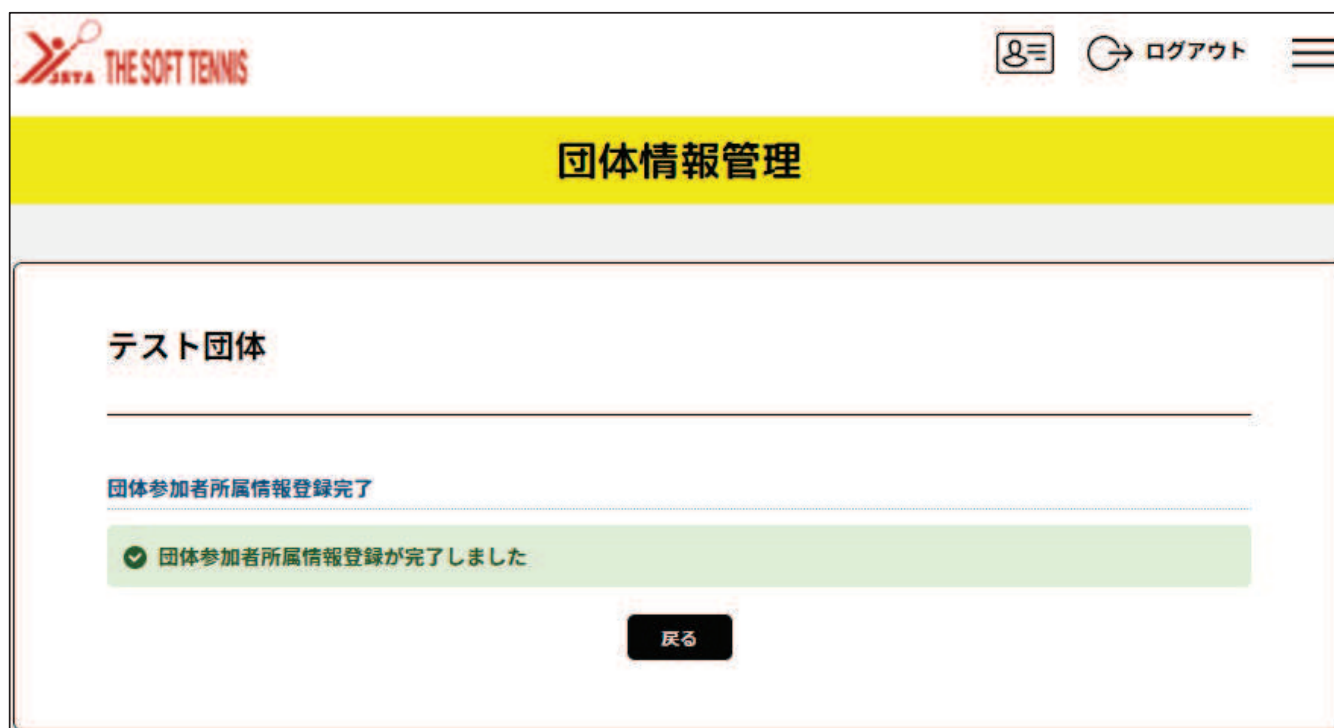 JSTA THE SOFT TENNIS
ログアウト
団体情報管理
テスト団体
団体参加者所属情報登録完了
団体参加者所属情報登録が完了しました
戻る